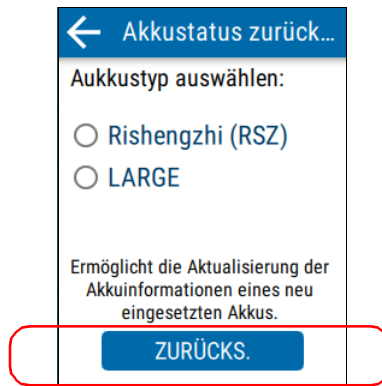 Akkustatus zurück...
Aukkustyp auswählen:
Rishengzhi (RSZ)
LARGE
Ermöglicht die Aktualisierung der
Akkuinformationen eines neu
eingesetzten Akkus.
ZURÜCKS.